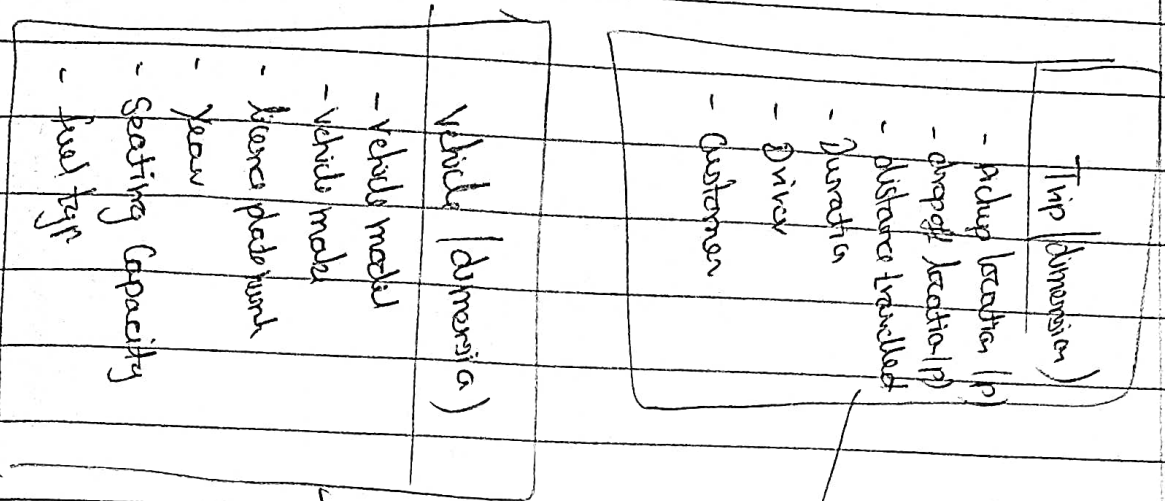 Trip (dimension)
- pickup location (p)
- dropoff location (p)
- distance travelled
- Duration
- Driver
- Customer
Vehicle (dimension)
- vehicle model
- vehicle make
- licence plate numb
- Year
- Seating Capacity
- fuel type